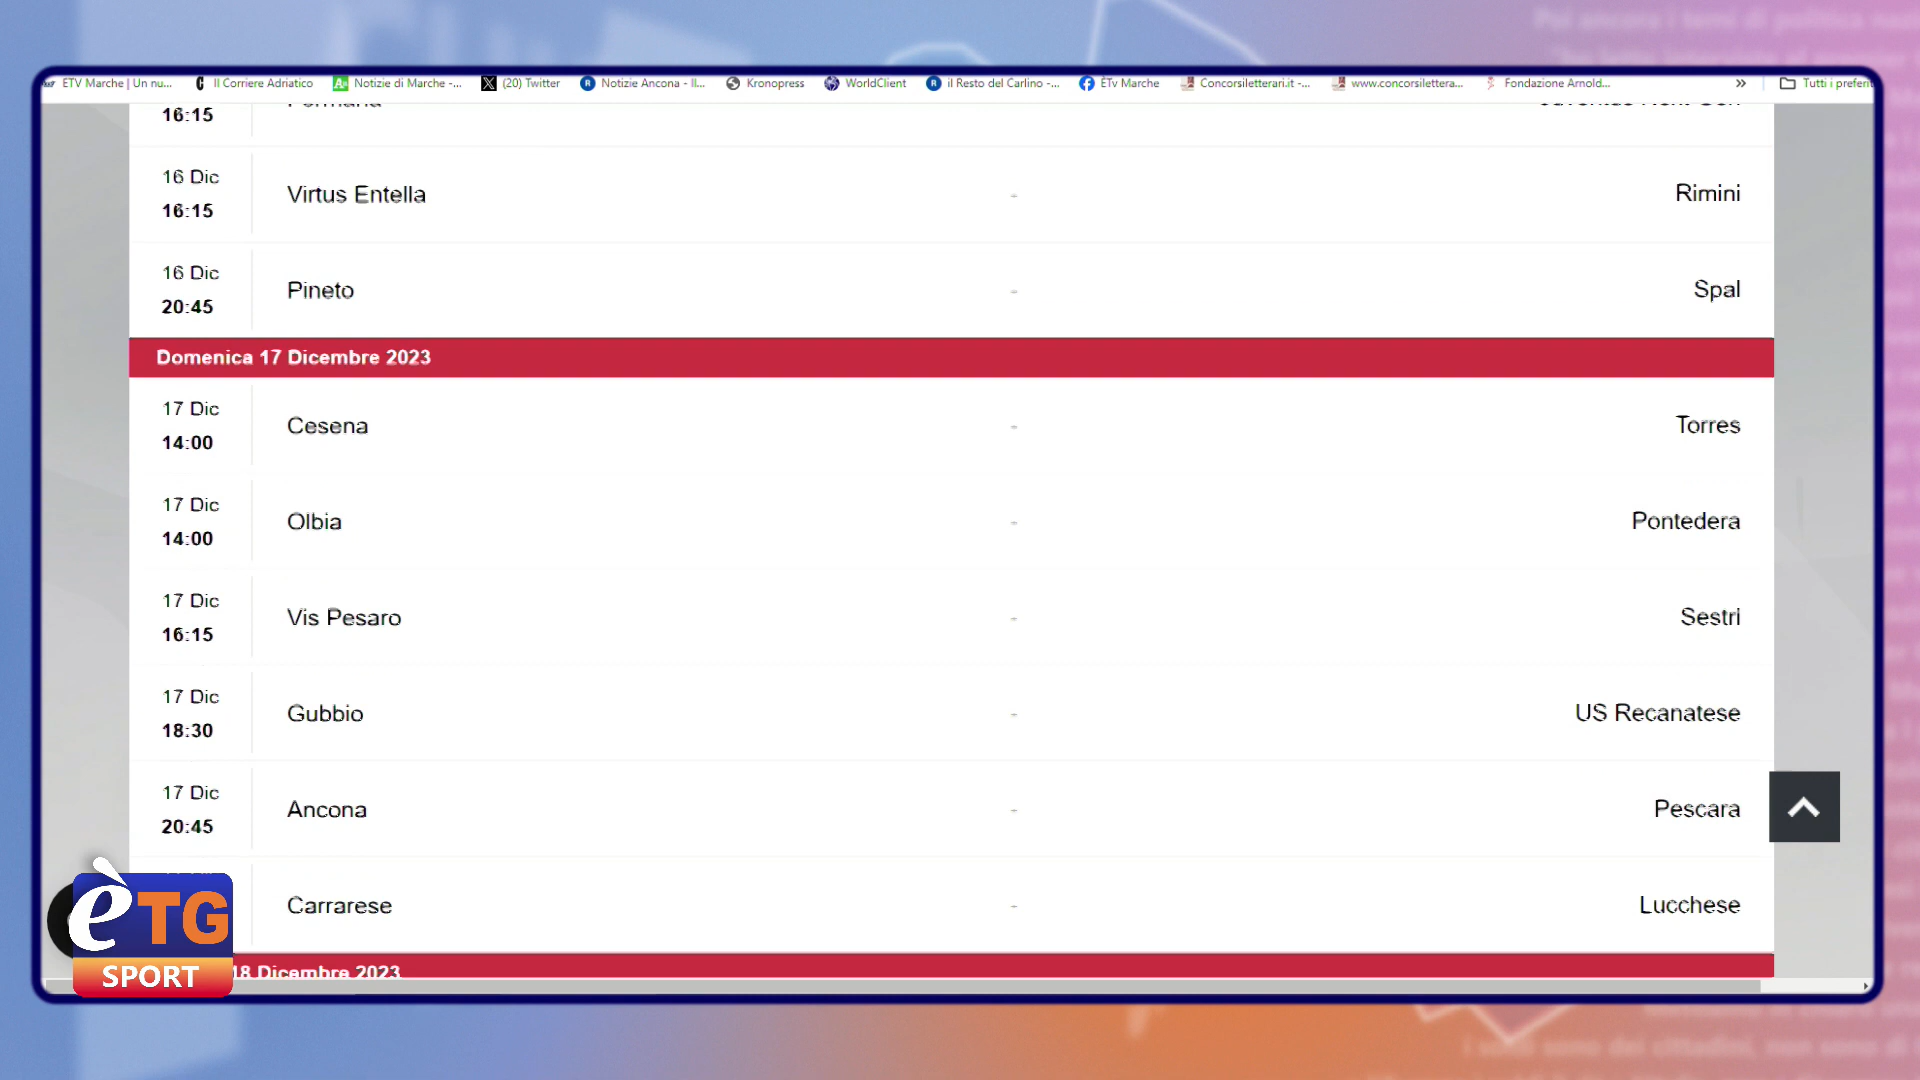 ETV Marche | Un nu... Il Corriere Adriatico Notizie di Marche -... (20) Twitter Notizie Ancona - Il... Kronopress WorldClient il Resto del Carlino -... ÈTv Marche Concorsiletterari.it -... www.concorsilettera... Fondazione Arnold... » Tutti i preferit
16:15
16 Dic
16:15 Virtus Entella - Rimini
16 Dic
20:45 Pineto - Spal
Domenica 17 Dicembre 2023
17 Dic
14:00 Cesena - Torres
17 Dic
14:00 Olbia - Pontedera
17 Dic
16:15 Vis Pesaro - Sestri
17 Dic
18:30 Gubbio - US Recanatese
17 Dic
20:45 Ancona - Pescara
Carrarese - Lucchese
18 Dicembre 2023
èTG
SPORT